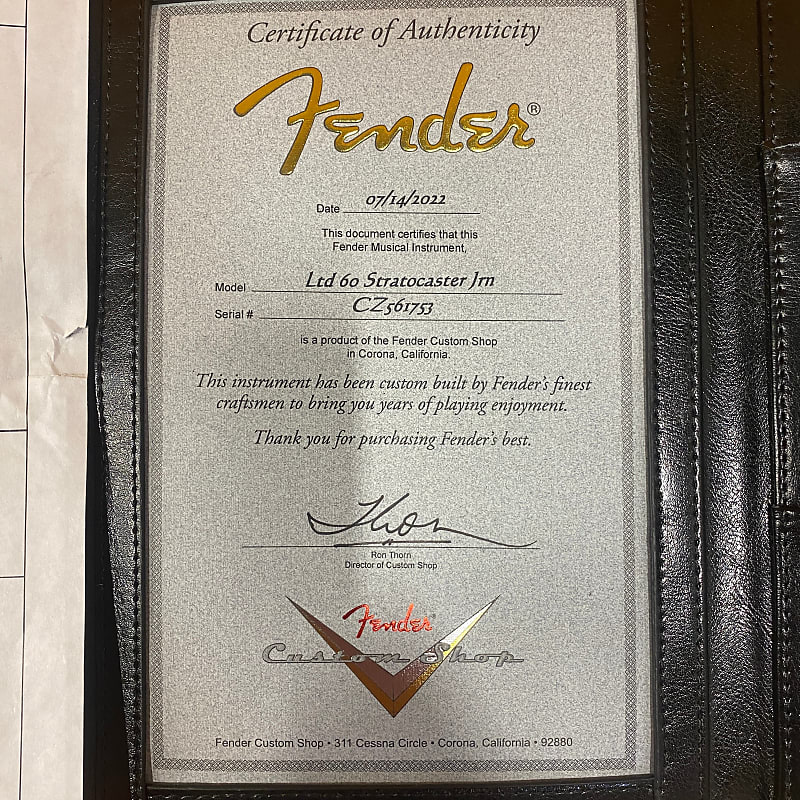 Certificate of Authenticity
Fender®
Date 07/14/2022
This document certifies that this
Fender Musical Instrument,
Model Ltd 60 Stratocaster Jrn
Serial # CZ561753
is a product of the Fender Custom Shop
in Corona, California.
This instrument has been custom built by Fender's finest
craftsmen to bring you years of playing enjoyment.
Thank you for purchasing Fender's best.
Thorn
Ron Thorn
Director of Custom Shop
Fender
Custom Shop
Fender Custom Shop • 311 Cessna Circle • Corona, California • 92880